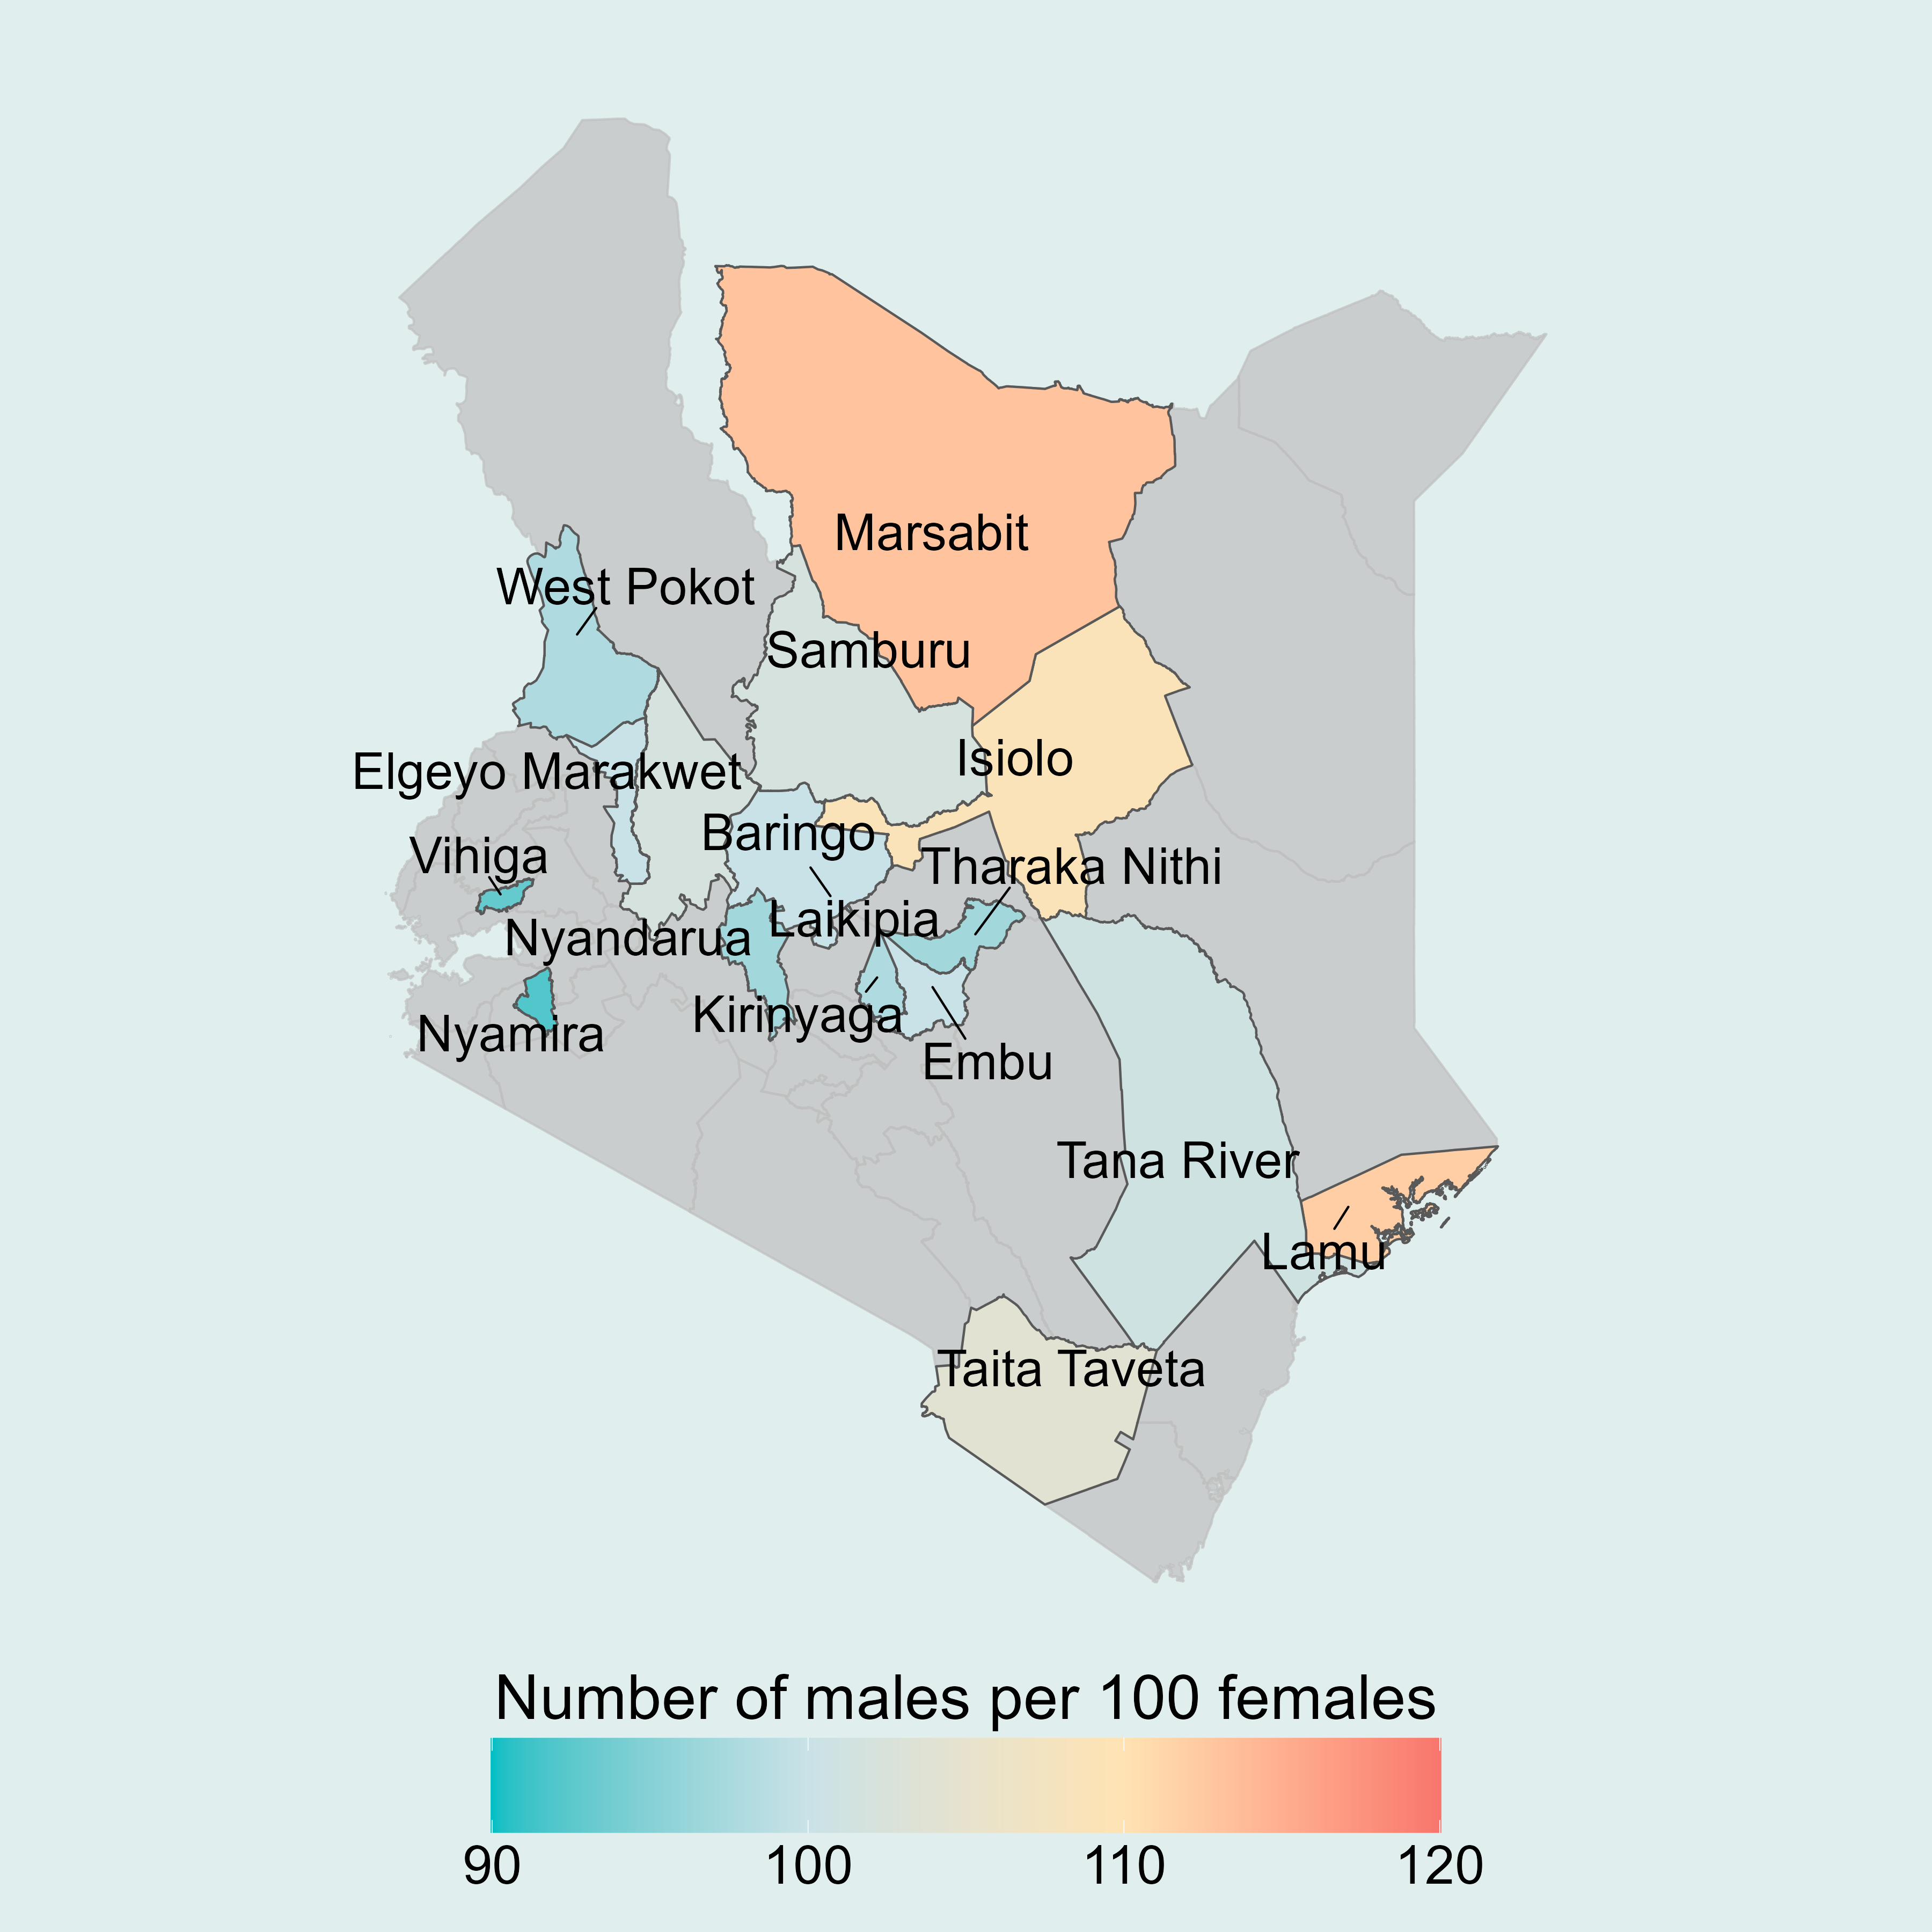 Marsabit
West Pokot
Samburu
Isiolo
Elgeyo Marakwet
Baringo
Vihiga
Tharaka Nithi
Laikipia
Nyandarua
Kirinyaga
Nyamira
Embu
Tana River
Lamu
Taita Taveta
Number of males per 100 females
90 100 110 120